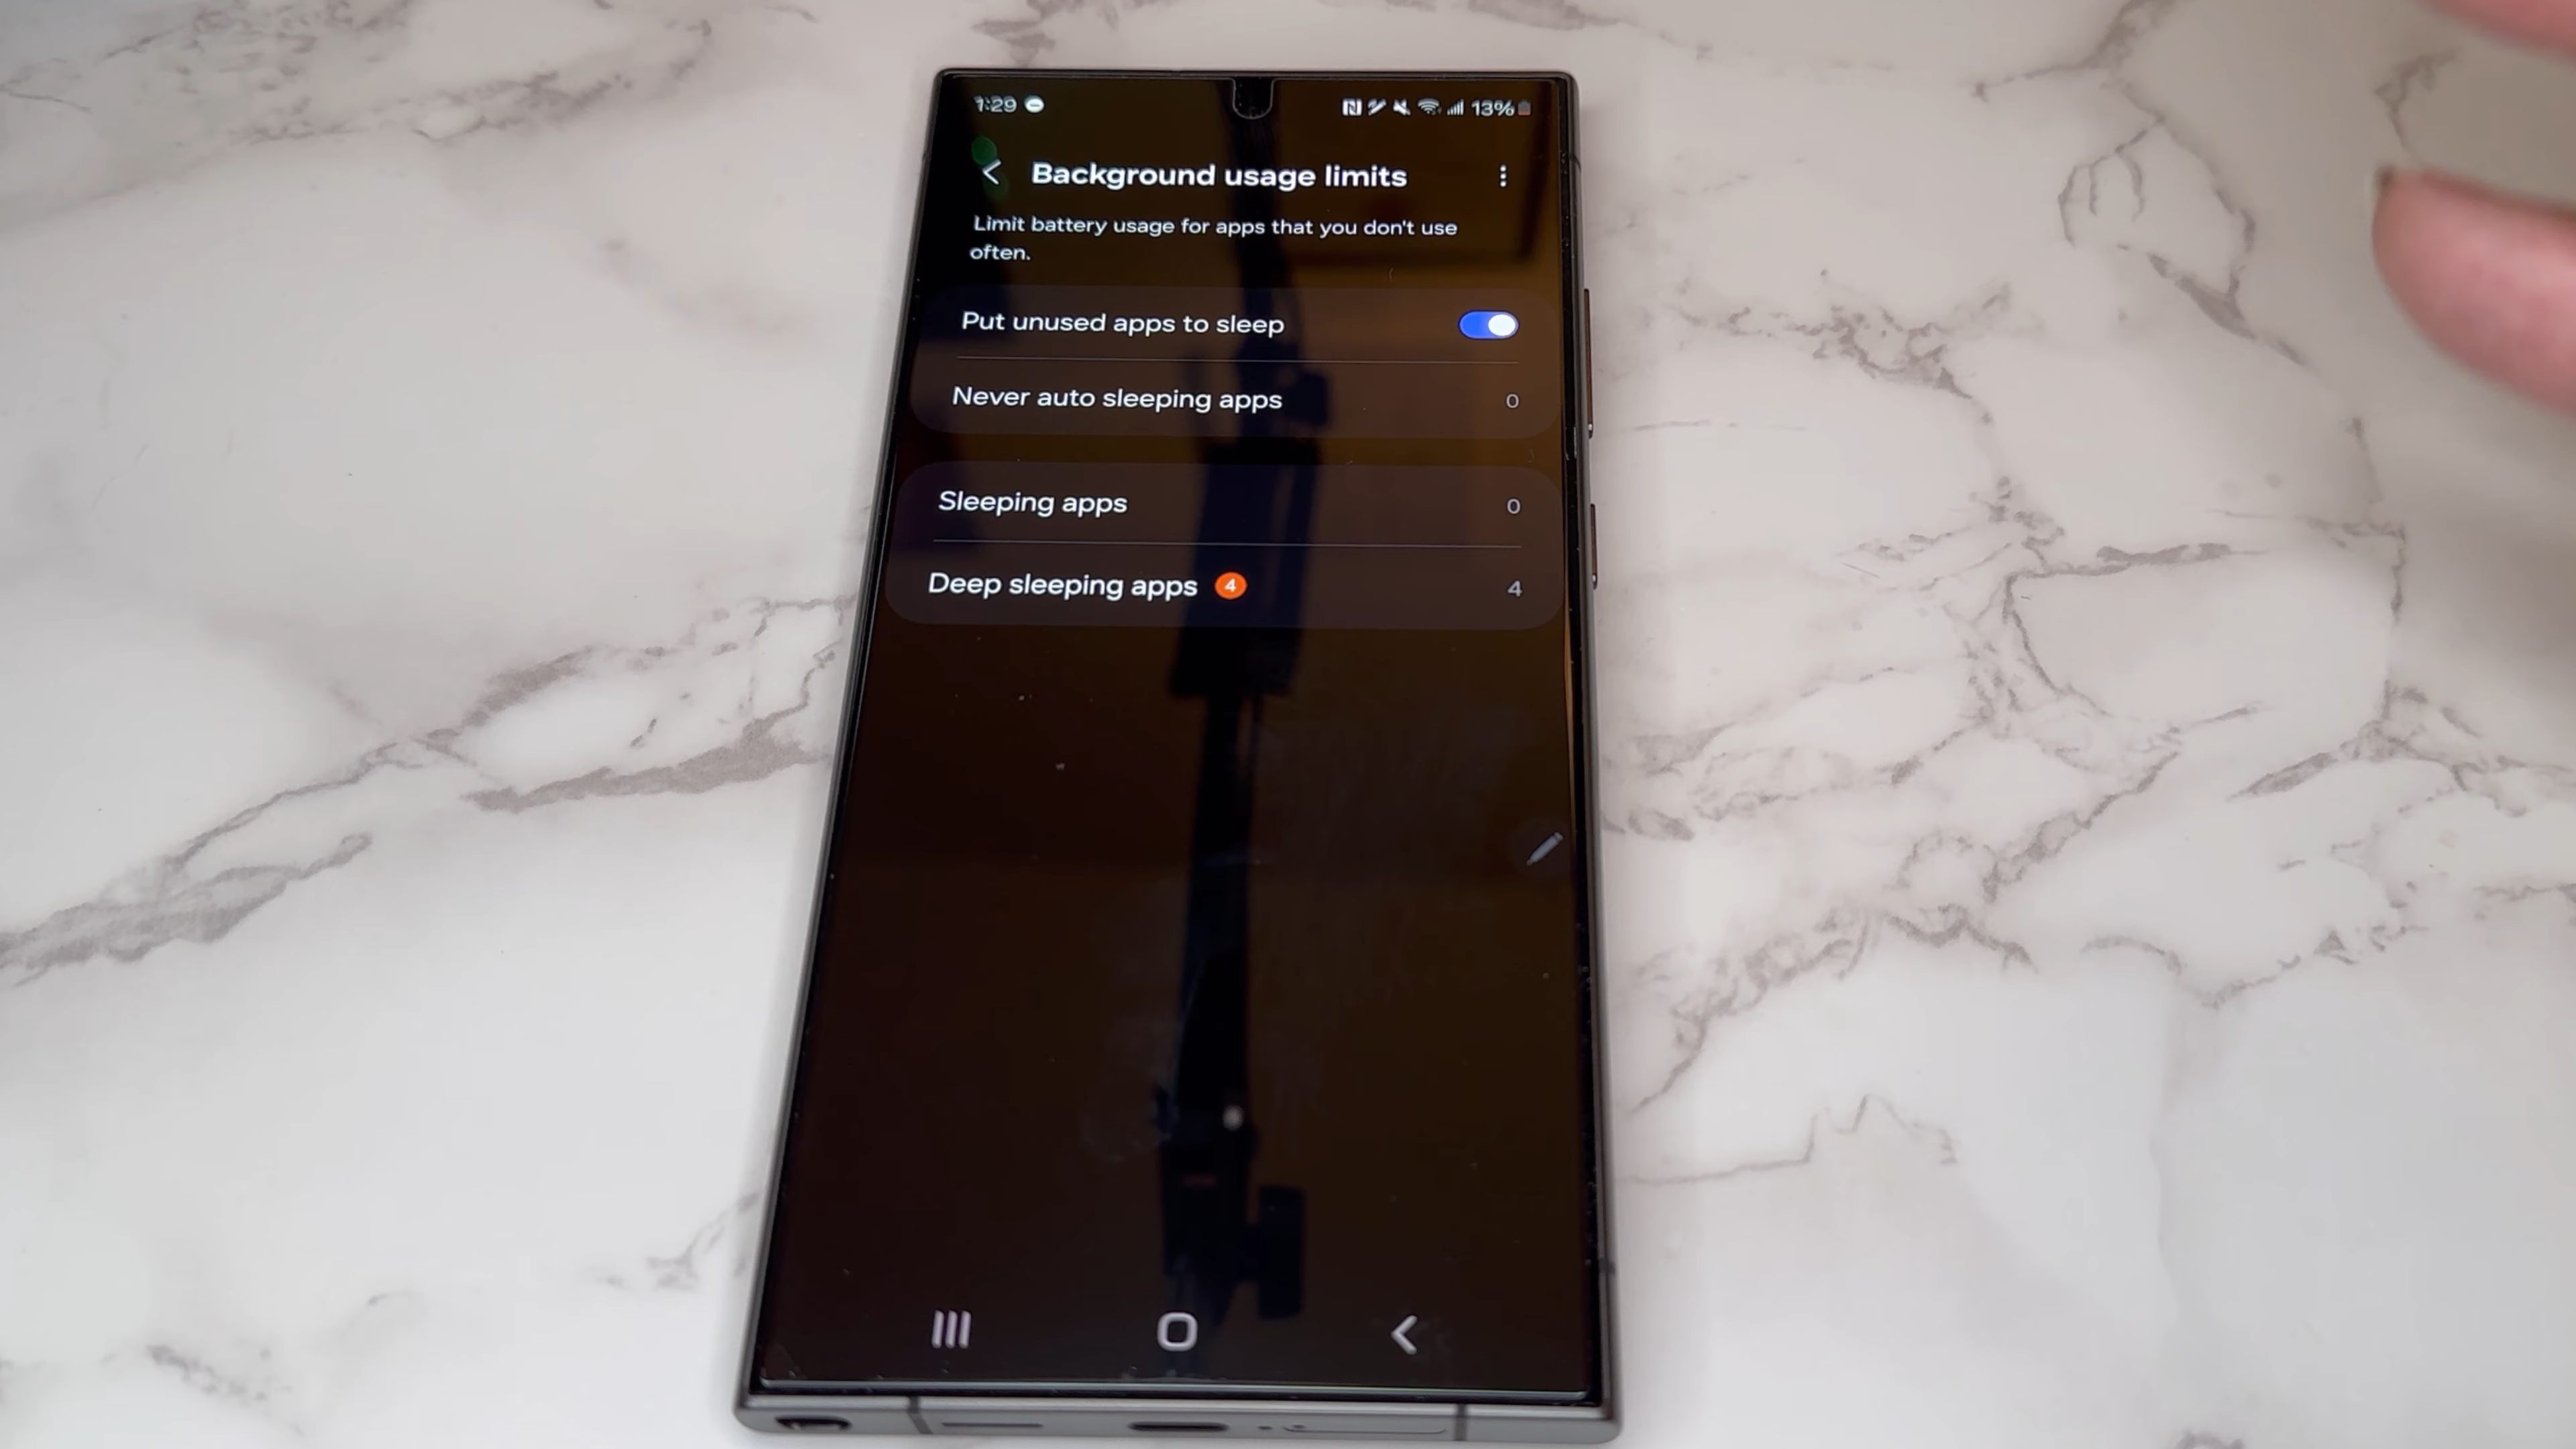 1:29 13%
Background usage limits
Limit battery usage for apps that you don't use
often.
Put unused apps to sleep
Never auto sleeping apps 0
Sleeping apps 0
Deep sleeping apps 4 4